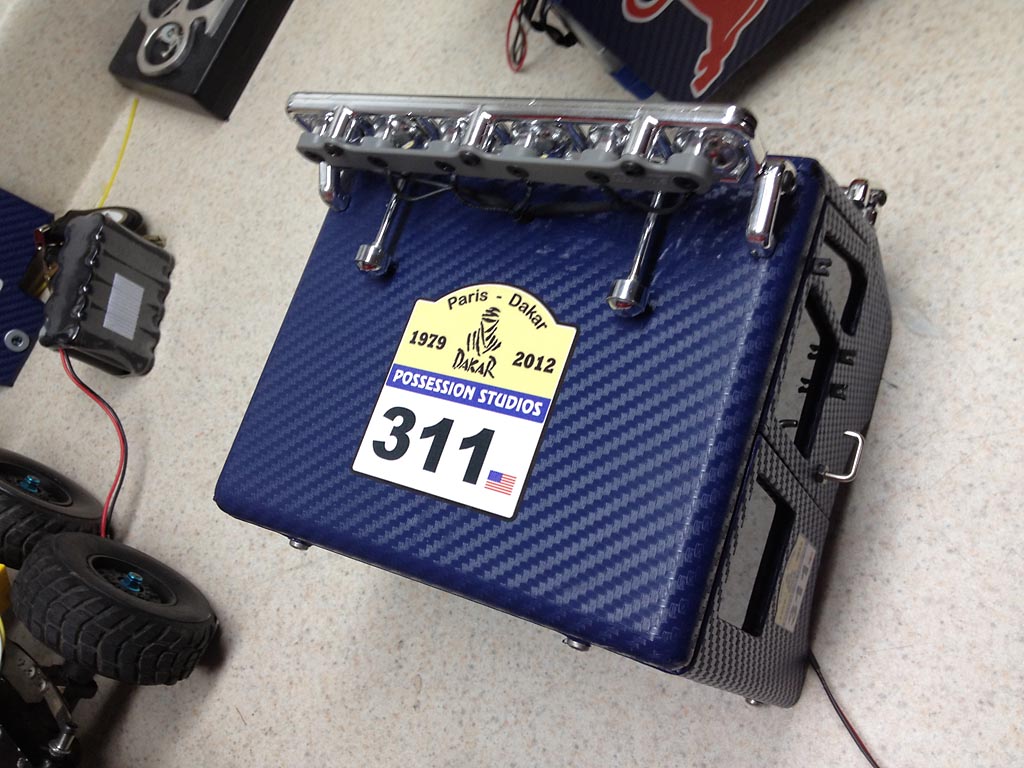 Paris - Dakar
1979 2012
DAKAR
POSSESSION STUDIOS
311